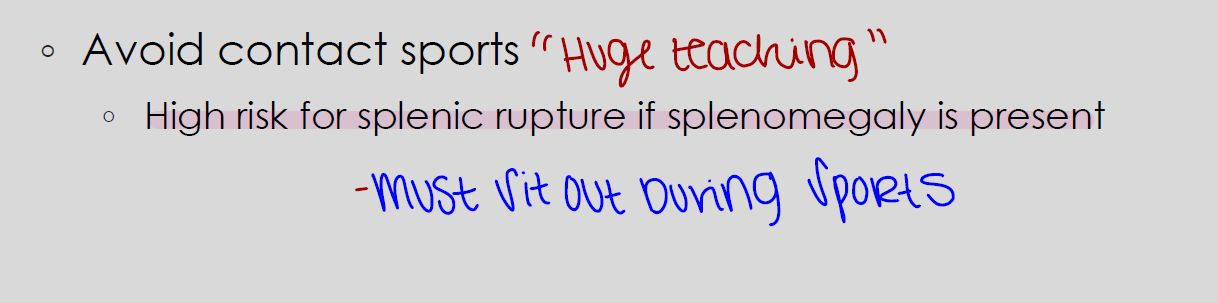 ◦ Avoid contact sports "Huge teaching"
◦ High risk for splenic rupture if splenomegaly is present
-Must sit out During sports